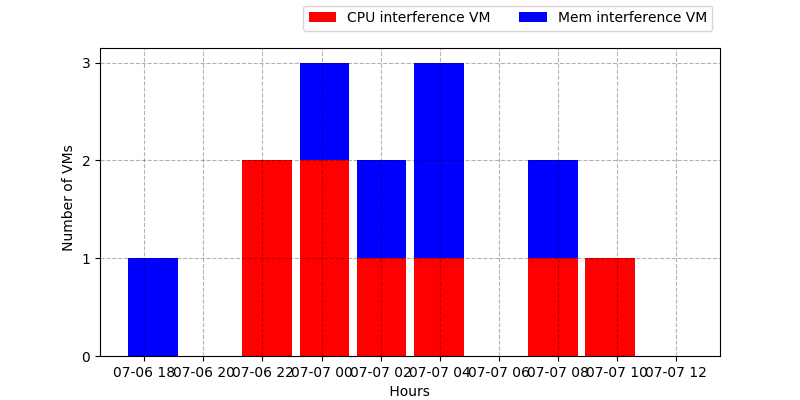 CPU interference VM Mem interference VM
3
2
1
0
Number of VMs
07-06 18 07-06 20 07-06 22 07-07 00 07-07 02 07-07 04 07-07 06 07-07 08 07-07 10 07-07 12
Hours